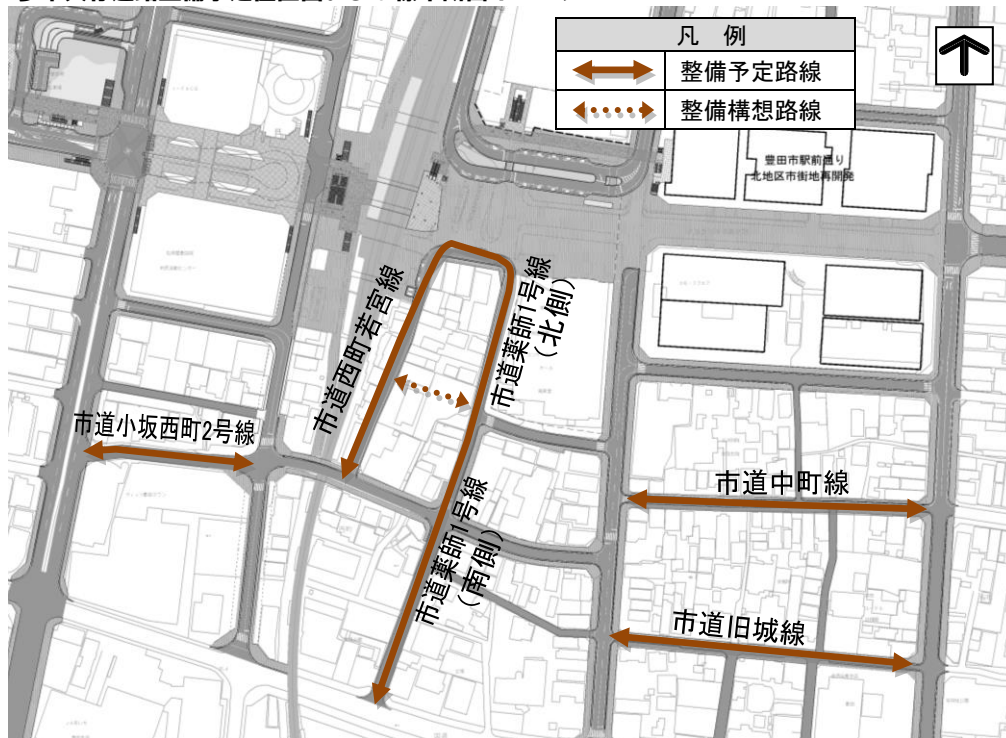 凡 例
整備予定路線
整備構想路線
豊田市駅前通り
北地区市街地再開発
市道西町若宮線
市道薬師1号線
（北側）
市道小坂西町2号線
市道中町線
市道薬師1号線
（南側）
市道旧城線